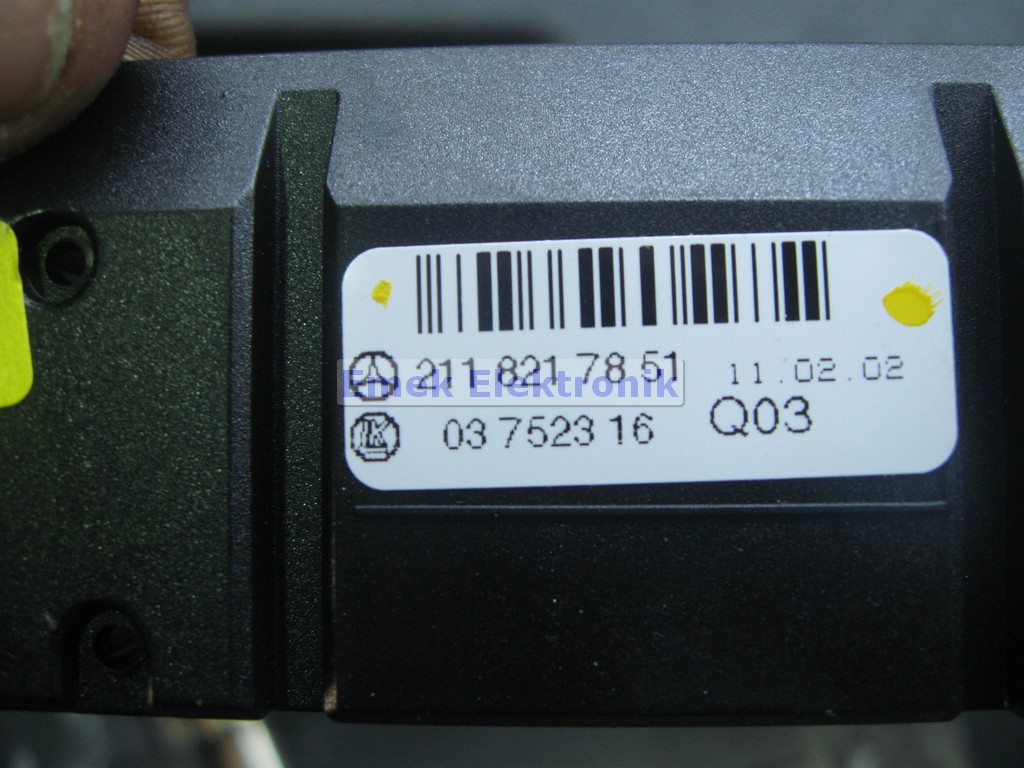 211 821 78 51 11.02.02
Emek Elektronik
03 7523 16 Q03